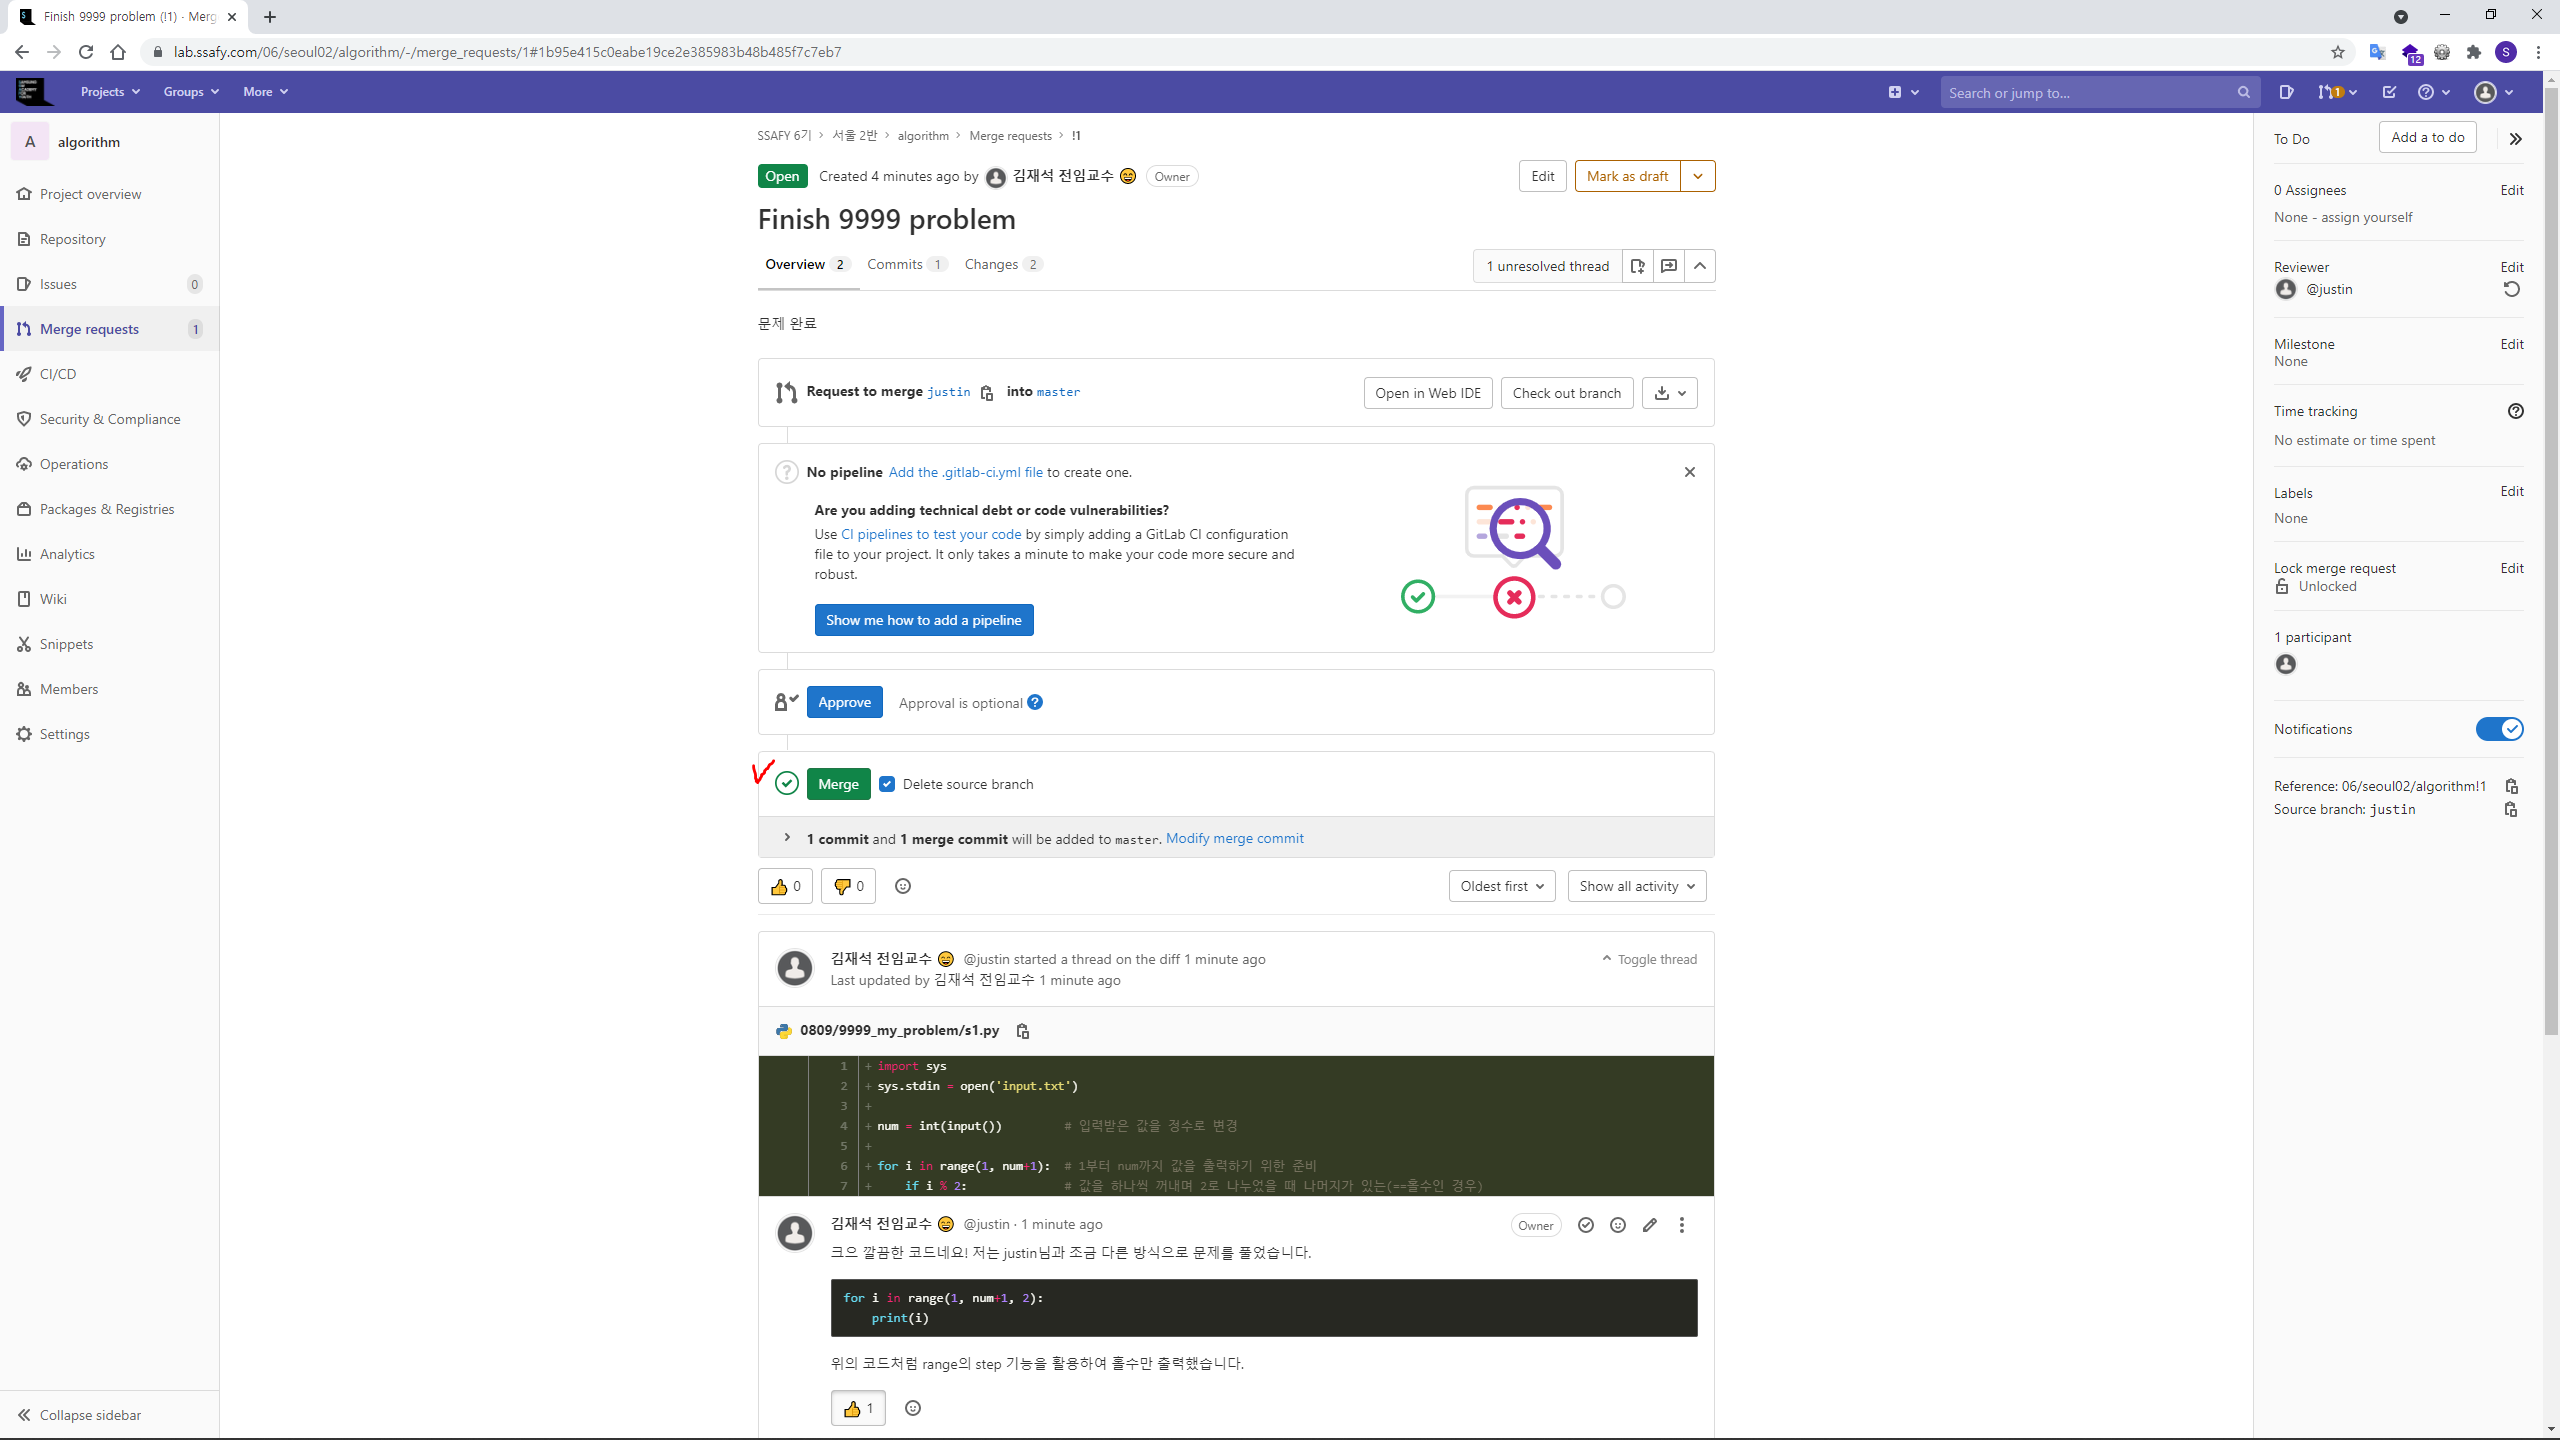 Finish 9999 problem (!1) · Merg
lab.ssafy.com/06/seoul02/algorithm/-/merge_requests/1#1b95e415c0eabe19ce2e385983b48b485f7c7eb7
12
S
Projects
Groups
More
Search or jump to...
1
A
algorithm
Project overview
Repository
Issues 0
Merge requests 1
CI/CD
Security & Compliance
Operations
Packages & Registries
Analytics
Wiki
Snippets
Members
Settings
Collapse sidebar
SSAFY 6기 > 서울 2반 > algorithm > Merge requests > !1
Open Created 4 minutes ago by 김재석 전임교수 😄 Owner
Edit
Mark as draft
Finish 9999 problem
Overview 2 Commits 1 Changes 2
1 unresolved thread
문제 완료
Request to merge justin into master
Open in Web IDE
Check out branch
No pipeline Add the .gitlab-ci.yml file to create one.
Are you adding technical debt or code vulnerabilities?
Use CI pipelines to test your code by simply adding a GitLab CI configuration
file to your project. It only takes a minute to make your code more secure and
robust.
Show me how to add a pipeline
Approve Approval is optional
Merge Delete source branch
1 commit and 1 merge commit will be added to master. Modify merge commit
👍 0 👎 0
Oldest first
Show all activity
김재석 전임교수 😄 @justin started a thread on the diff 1 minute ago
Toggle thread
Last updated by 김재석 전임교수 1 minute ago
0809/9999_my_problem/s1.py
1 + import sys
2 + sys.stdin = open('input.txt')
3 +
4 + num = int(input()) # 입력받은 값을 정수로 변경
5 +
6 + for i in range(1, num+1): # 1부터 num까지 값을 출력하기 위한 준비
7 + if i % 2: # 값을 하나씩 꺼내며 2로 나누었을 때 나머지가 있는(==홀수인 경우)
김재석 전임교수 😄 @justin · 1 minute ago
Owner
크으 깔끔한 코드네요! 저는 justin님과 조금 다른 방식으로 문제를 풀었습니다.
for i in range(1, num+1, 2):
print(i)
위의 코드처럼 range의 step 기능을 활용하여 홀수만 출력했습니다.
👍 1
To Do
Add a to do
0 Assignees Edit
None - assign yourself
Reviewer Edit
@justin
Milestone Edit
None
Time tracking
No estimate or time spent
Labels Edit
None
Lock merge request Edit
Unlocked
1 participant
Notifications
Reference: 06/seoul02/algorithm!1
Source branch: justin